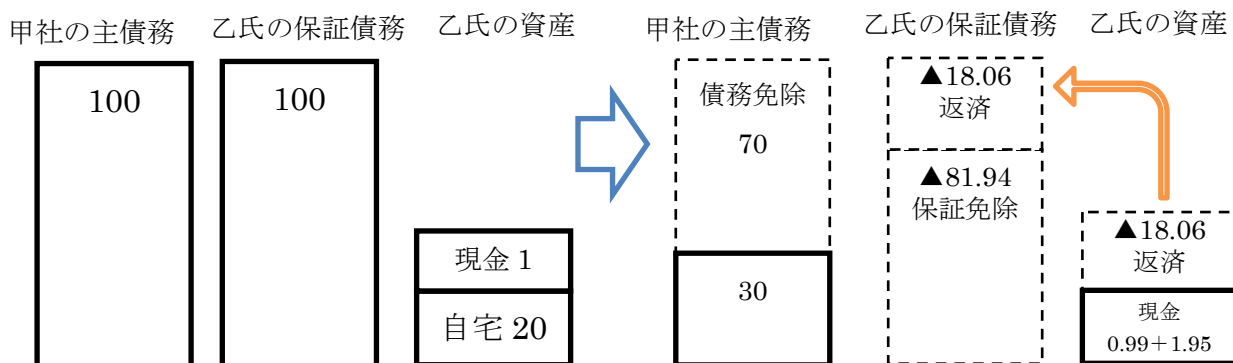 甲社の主債務
乙氏の保証債務
乙氏の資産
100
100
現金 1
自宅 20
甲社の主債務
乙氏の保証債務
乙氏の資産
債務免除
70
30
▲18.06
返済
▲81.94
保証免除
▲18.06
返済
現金
0.99+1.95